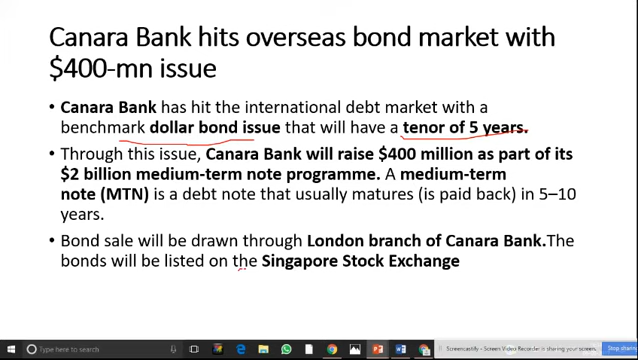 Canara Bank hits overseas bond market with
$400-mn issue
• Canara Bank has hit the international debt market with a
benchmark dollar bond issue that will have a tenor of 5 years.
• Through this issue, Canara Bank will raise $400 million as part of its
$2 billion medium-term note programme. A medium-term
note (MTN) is a debt note that usually matures (is paid back) in 5–10
years.
• Bond sale will be drawn through London branch of Canara Bank.The
bonds will be listed on the Singapore Stock Exchange
Type here to search
Screencastify - Screen Video Recorder is sharing your screen.
Stop sharing